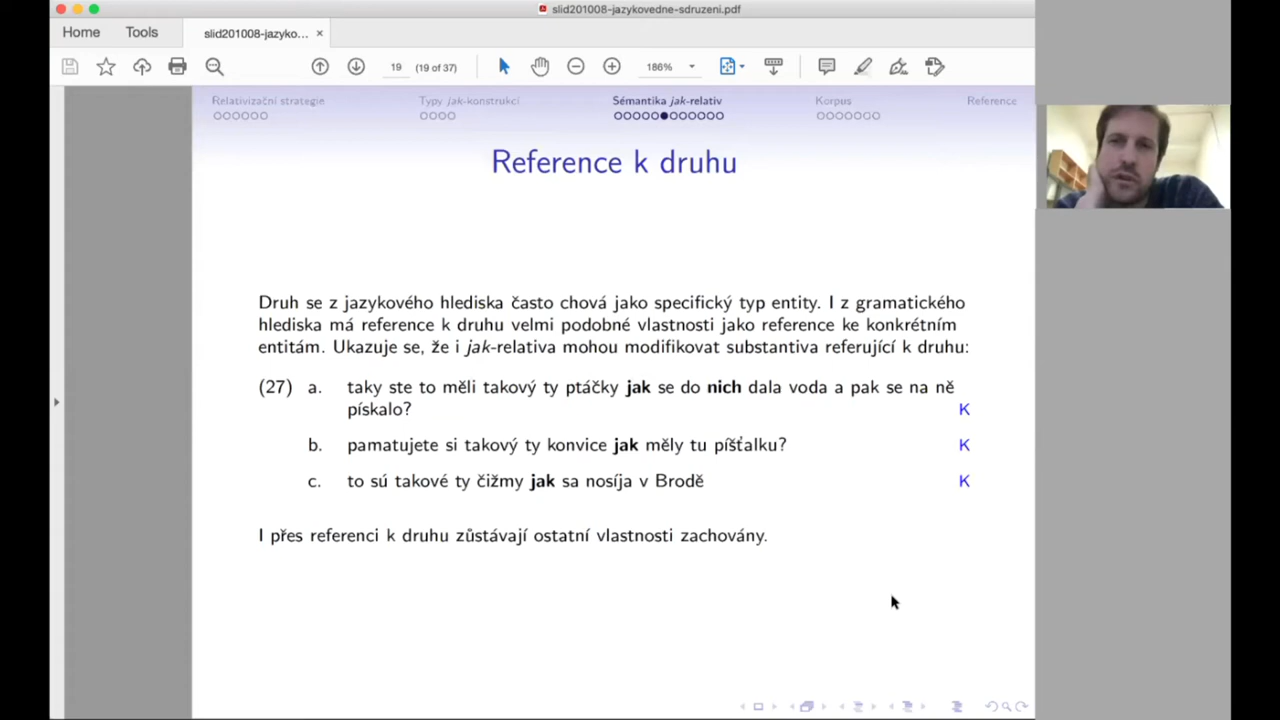 slid201008-jazykovedne-sdruzeni.pdf
Home Tools slid201008-jazyko... ×
19 (19 of 37) 186%
Relativizační strategie Typy jak-konstrukcí Sémantika jak-relativ Korpus Reference
Reference k druhu
Druh se z jazykového hlediska často chová jako specifický typ entity. I z gramatického
hlediska má reference k druhu velmi podobné vlastnosti jako reference ke konkrétním
entitám. Ukazuje se, že i jak-relativa mohou modifikovat substantiva referující k druhu:
(27) a. taky ste to měli takový ty ptáčky jak se do nich dala voda a pak se na ně
pískalo? K
b. pamatujete si takový ty konvice jak měly tu píšťalku? K
c. to sú takové ty čižmy jak sa nosíja v Brodě K
I přes referenci k druhu zůstávají ostatní vlastnosti zachovány.